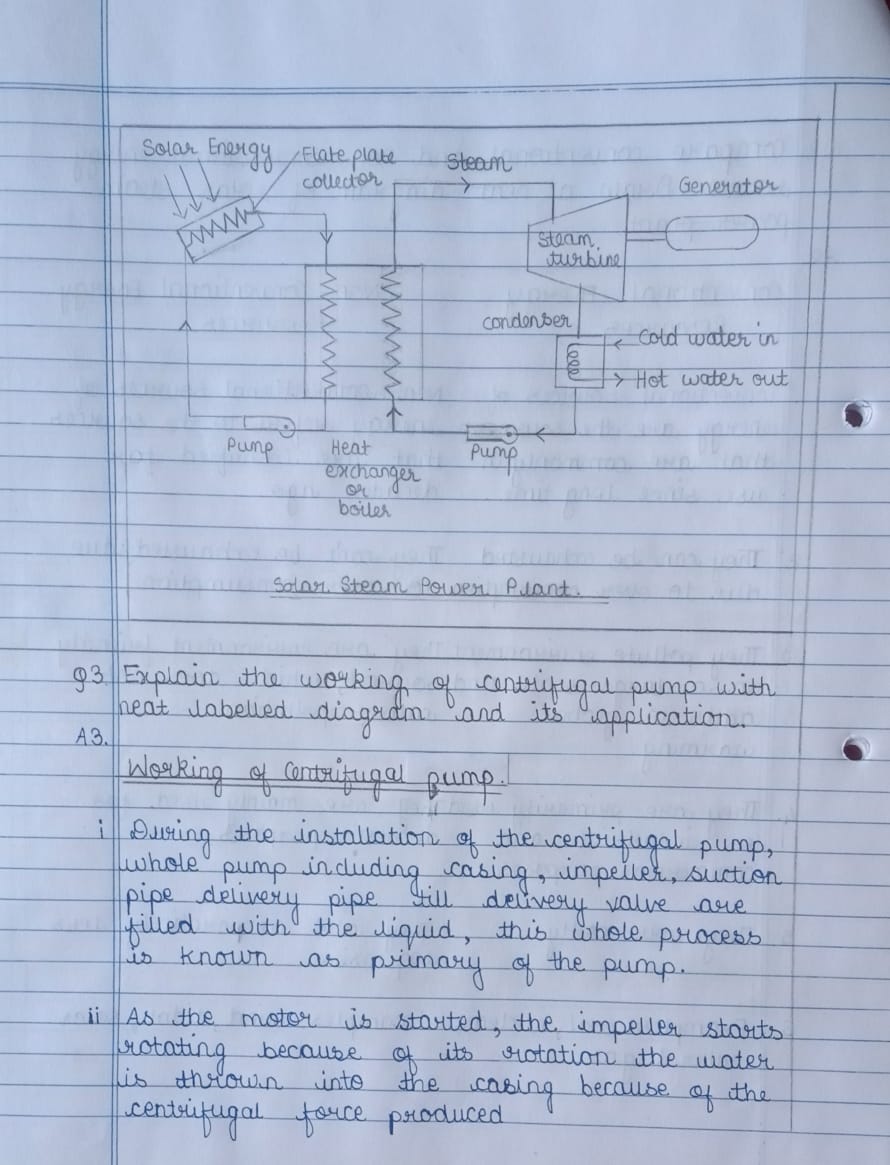 Solar Energy
Flate plate
collector
Steam
Generator
Steam
turbine
condenser
Cold water in
Hot water out
Pump
Heat
exchanger
or
boiler
Pump
Solar Steam Power Plant.
Q3 Explain the working of centrifugal pump with
neat labelled diagram and its application.
A3.
Working of Centrifugal pump.
i During the installation of the centrifugal pump,
whole pump including casing, impeller, suction
pipe delivery pipe till delivery valve are
filled with the liquid, this whole process
is known as primary of the pump.
ii As the motor is started, the impeller starts
rotating because of its rotation the water
is thrown into the casing because of the
centrifugal force produced